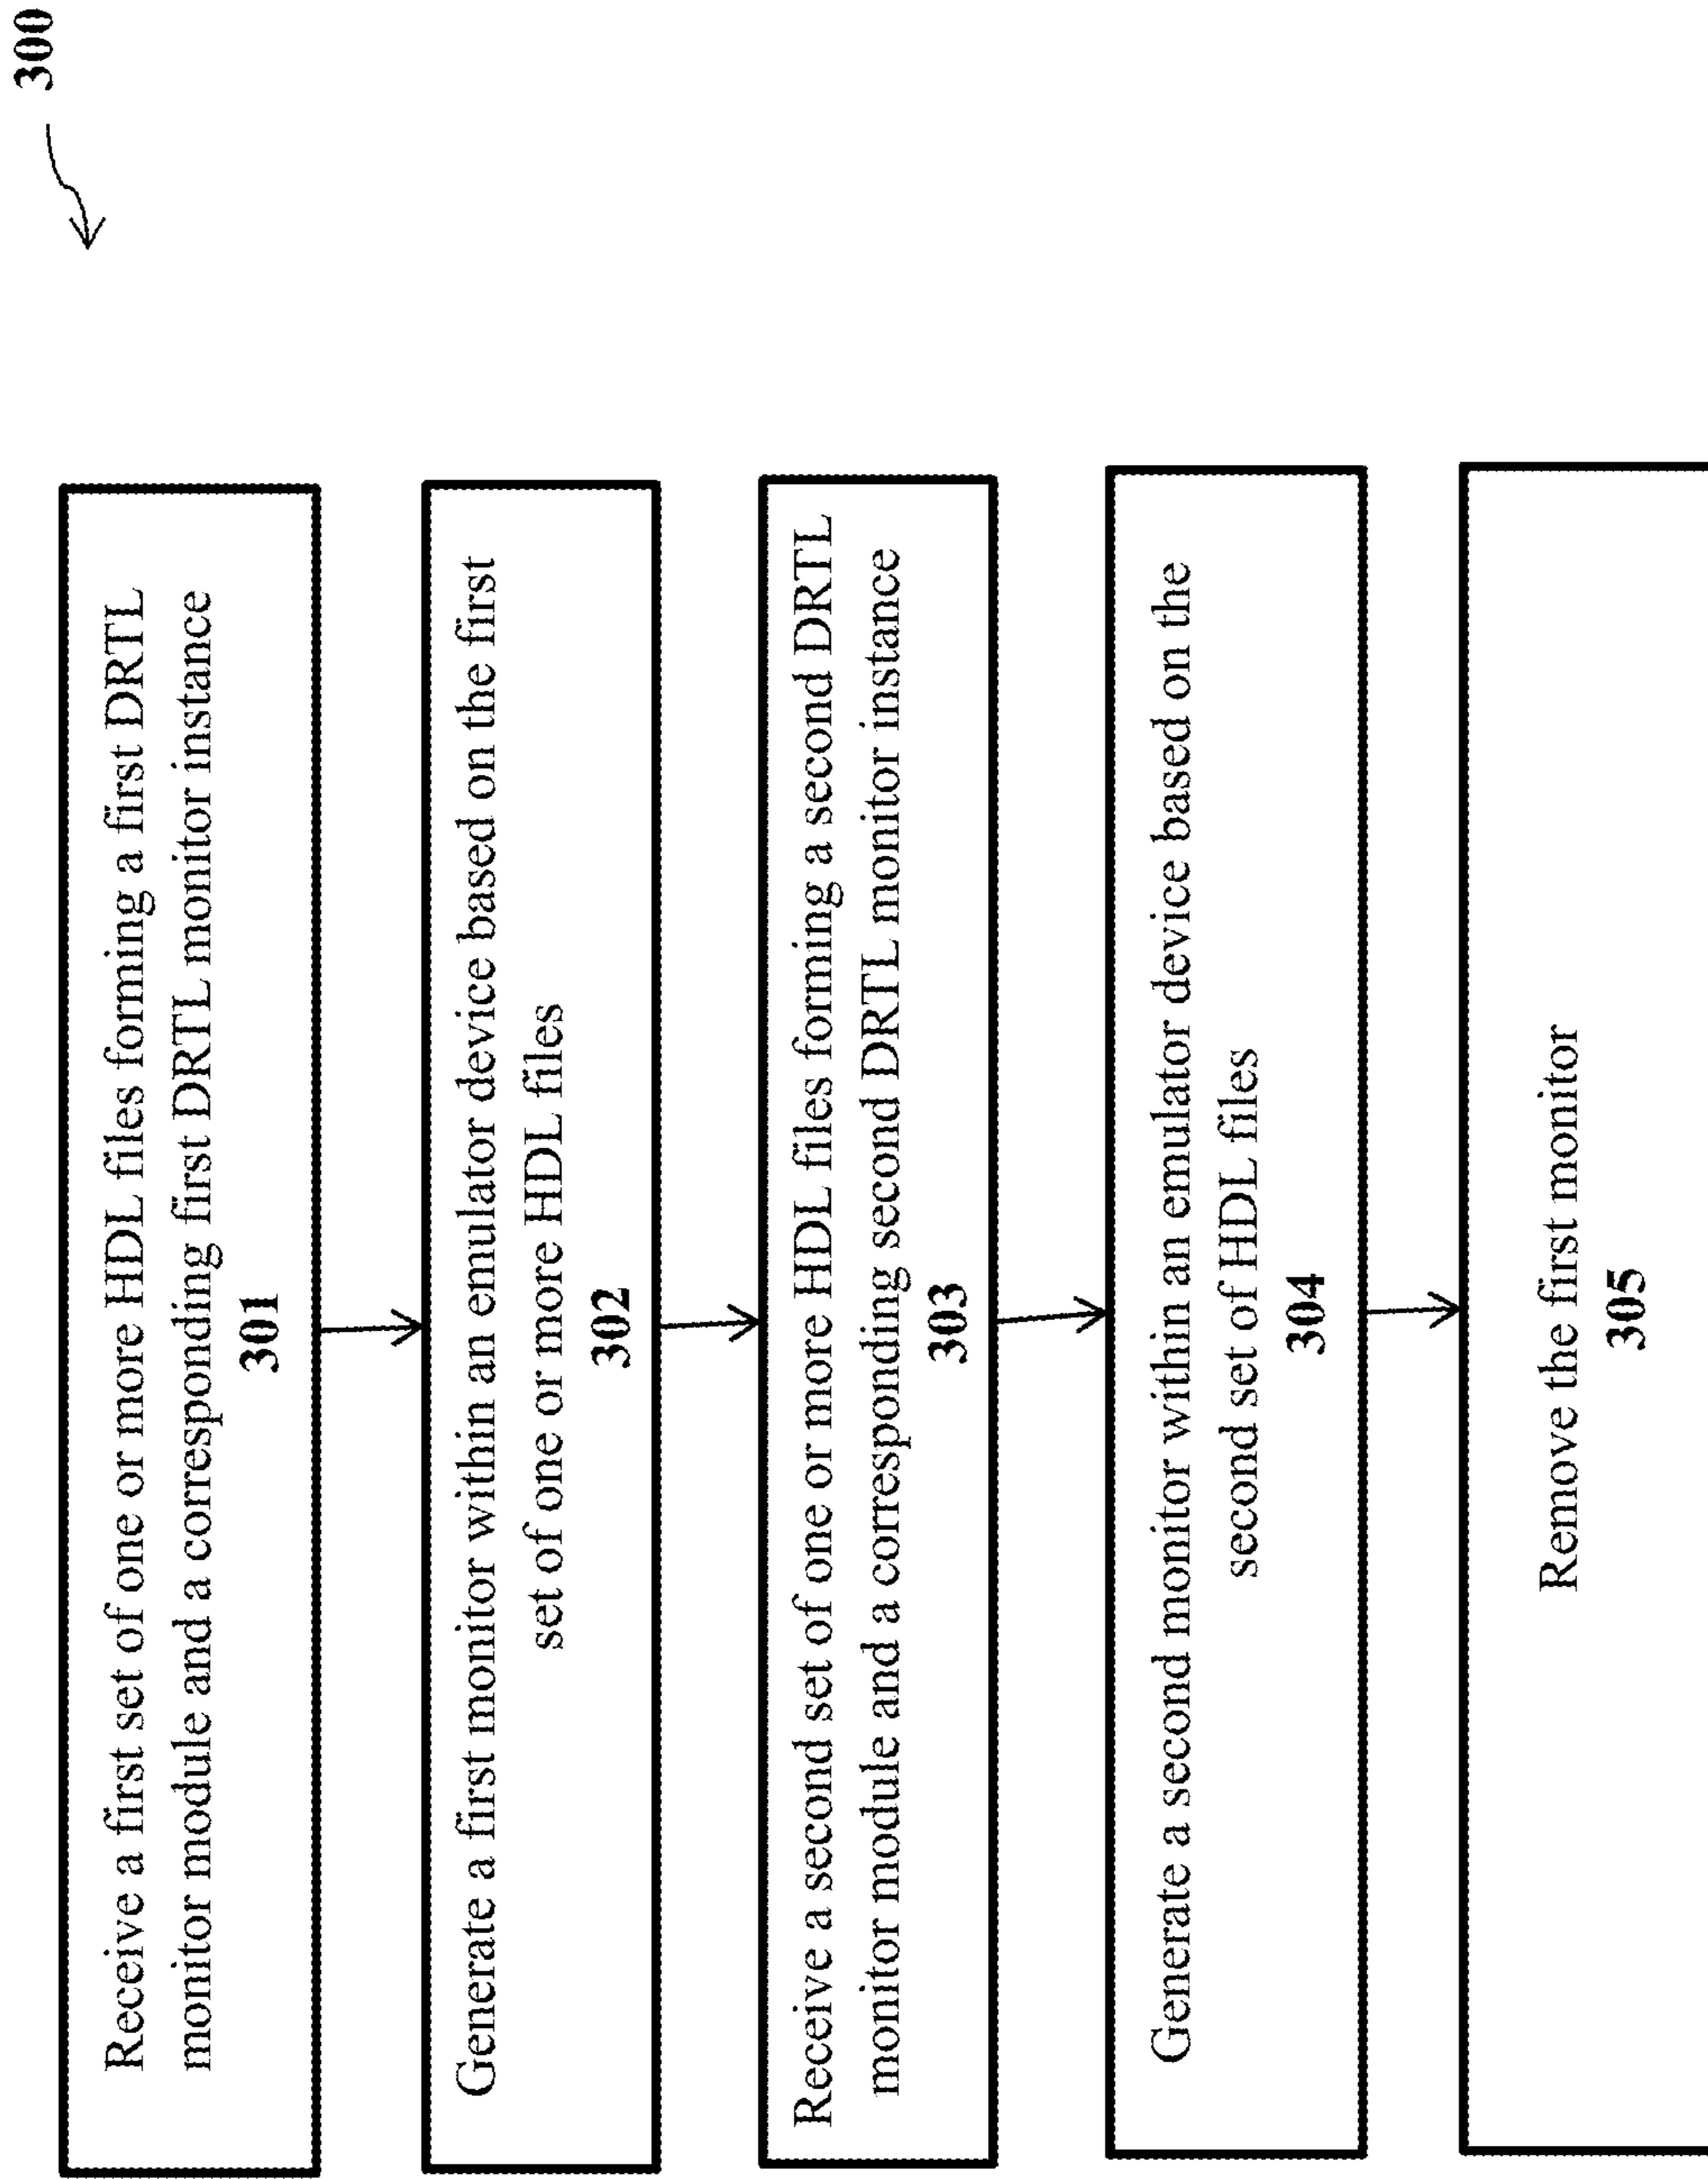 300
Receive a first set of one or more HDL files forming a first DRTL
monitor module and a corresponding first DRTL monitor instance
301
Generate a first monitor within an emulator device based on the first
set of one or more HDL files
302
Receive a second set of one or more HDL files forming a second DRTL
monitor module and a corresponding second DRTL monitor instance
303
Generate a second monitor within an emulator device based on the
second set of HDL files
304
Remove the first monitor
305